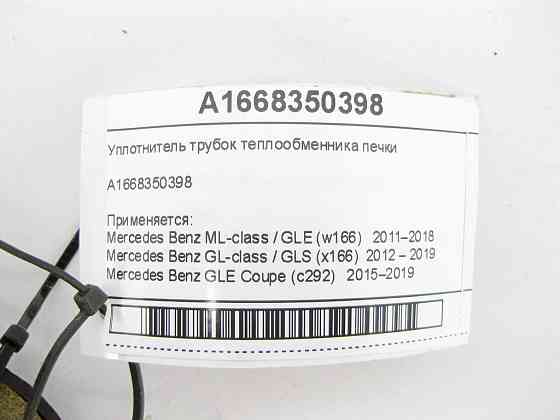 A1668350398
Уплотнитель трубок теплообменника печки
A1668350398
Применяется:
Mercedes Benz ML-class / GLE (w166) 2011–2018
Mercedes Benz GL-class / GLS (x166) 2012 – 2019
Mercedes Benz GLE Coupe (c292) 2015–2019